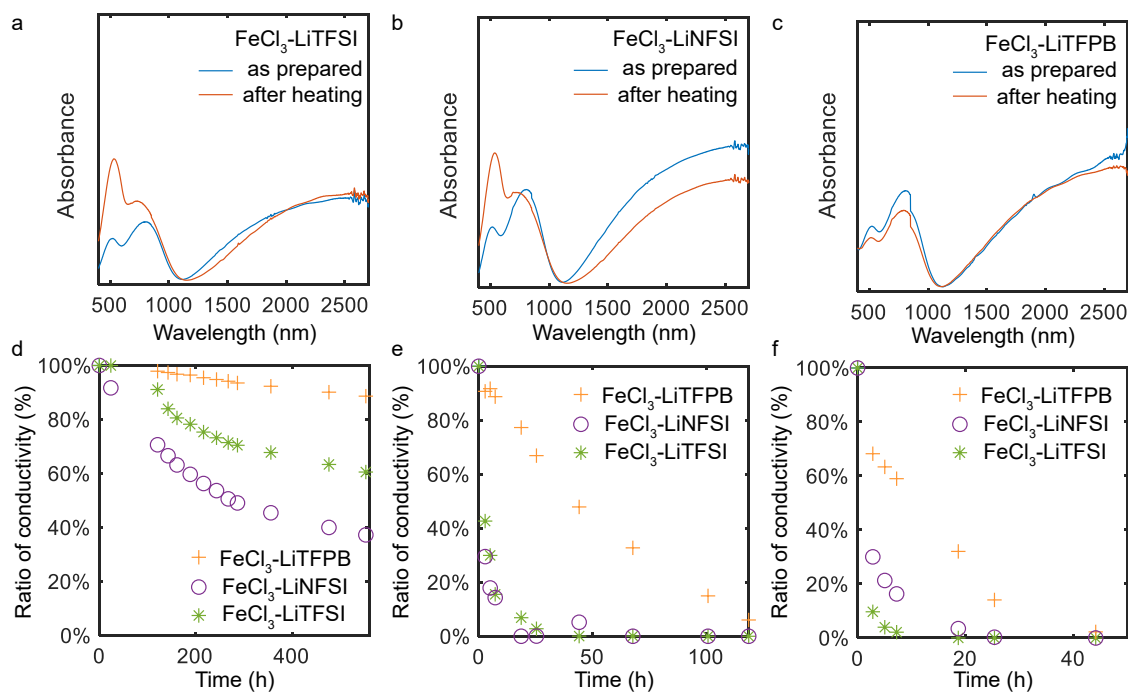 a
FeCl₃-LiTFSI
as prepared
after heating
Absorbance
500 1000 1500 2000 2500
Wavelength (nm)
b
FeCl₃-LiNFSI
as prepared
after heating
Absorbance
500 1000 1500 2000 2500
Wavelength (nm)
c
FeCl₃-LiTFPB
as prepared
after heating
Absorbance
500 1000 1500 2000 2500
Wavelength (nm)
d
100%
80%
60%
40%
20%
0%
Ratio of conductivity (%)
FeCl₃-LiTFPB
FeCl₃-LiNFSI
FeCl₃-LiTFSI
0 200 400
Time (h)
e
100%
80%
60%
40%
20%
0%
Ratio of conductivity (%)
FeCl₃-LiTFPB
FeCl₃-LiNFSI
FeCl₃-LiTFSI
0 50 100
Time (h)
f
100%
80%
60%
40%
20%
0%
Ratio of conductivity (%)
FeCl₃-LiTFPB
FeCl₃-LiNFSI
FeCl₃-LiTFSI
0 20 40
Time (h)